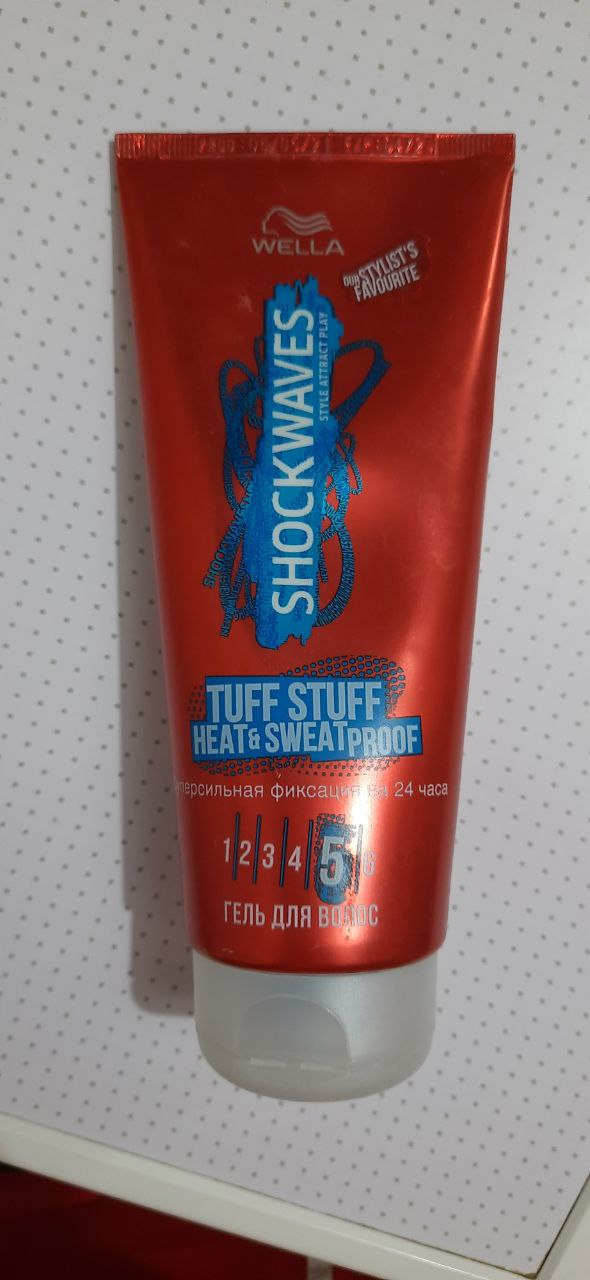 WELLA
OUR STYLIST'S
FAVOURITE
SHOCKWAVES
STYLE ATTRACT PLAY
TUFF STUFF
HEAT & SWEAT PROOF
фиксация на 24 часа
1 2 3 4 5 6
ГЕЛЬ ДЛЯ ВОЛОС